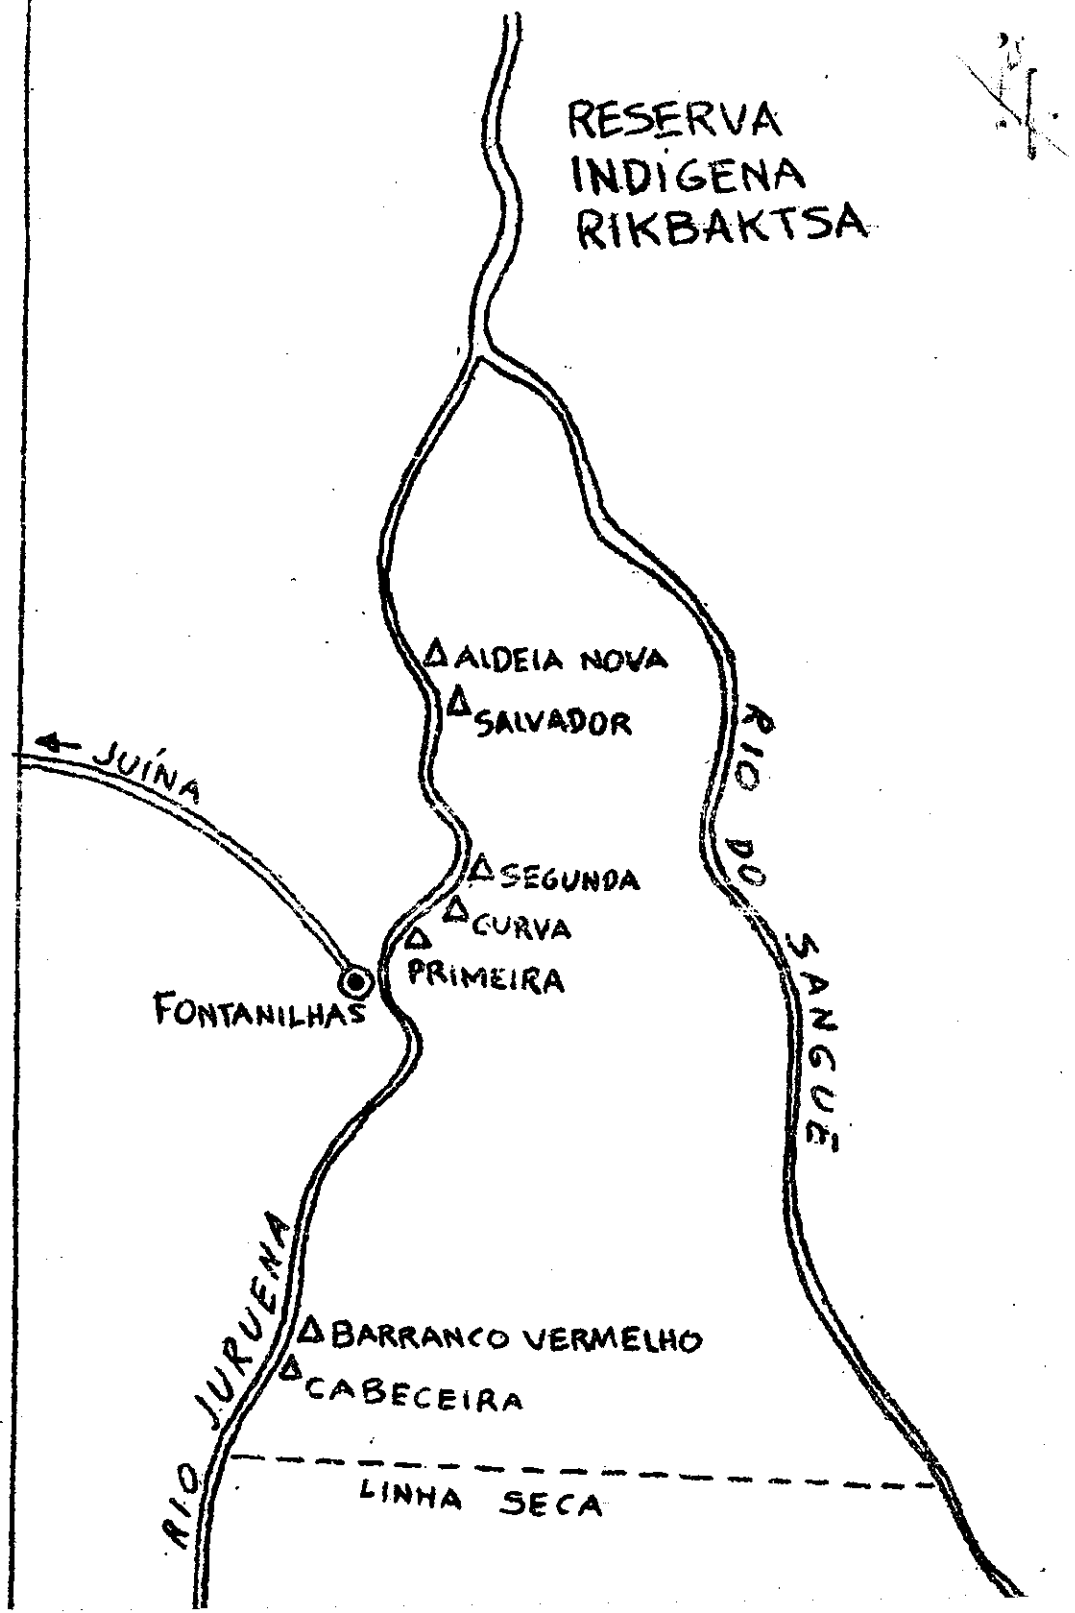 RESERVA
INDÍGENA
RIKBAKTSA
ALDEIA NOVA
SALVADOR
JUÍNA
RIO DO SANGUE
SEGUNDA
CURVA
PRIMEIRA
FONTANILHAS
RIO JURUENA
BARRANCO VERMELHO
CABECEIRA
LINHA SECA